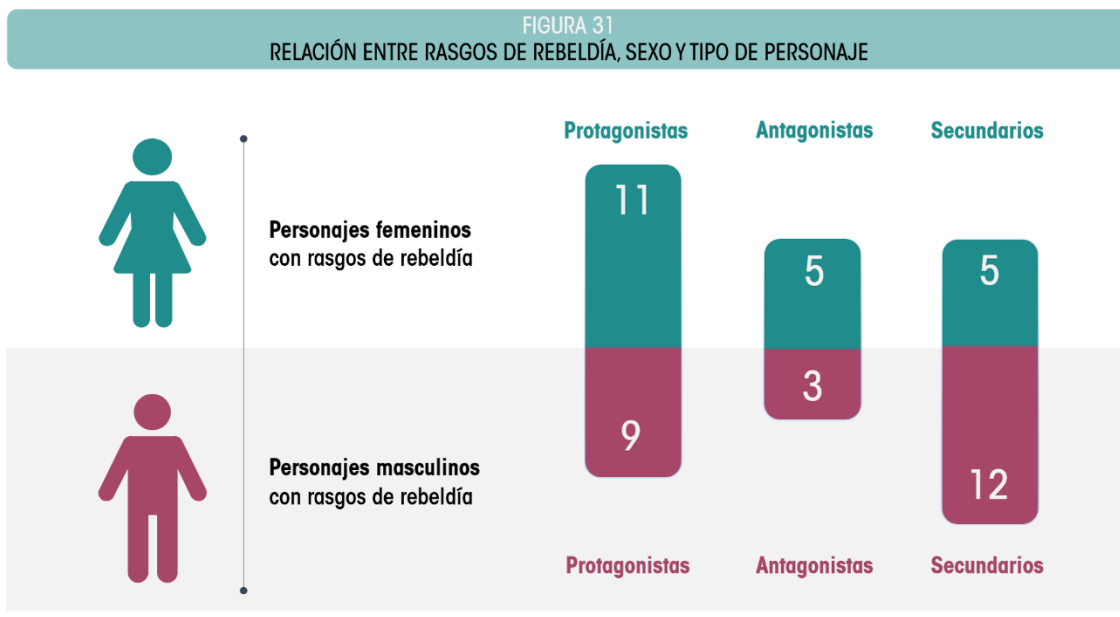 FIGURA 31
RELACIÓN ENTRE RASGOS DE REBELDÍA, SEXO Y TIPO DE PERSONAJE
Protagonistas
Antagonistas
Secundarios
11
5
5
Personajes femeninos
con rasgos de rebeldía
3
9
12
Personajes masculinos
con rasgos de rebeldía
Protagonistas
Antagonistas
Secundarios